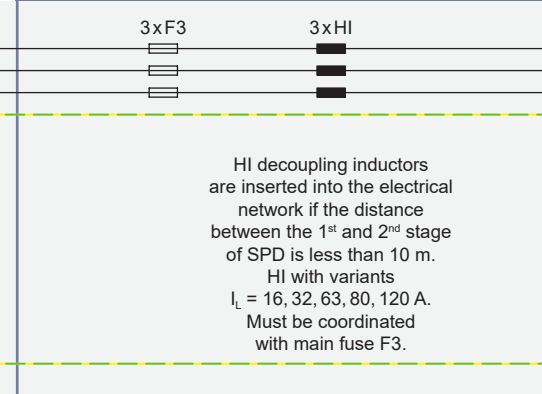 3xF3 3xHI
HI decoupling inductors
are inserted into the electrical
network if the distance
between the 1st and 2nd stage
of SPD is less than 10 m.
HI with variants
IL = 16, 32, 63, 80, 120 A.
Must be coordinated
with main fuse F3.